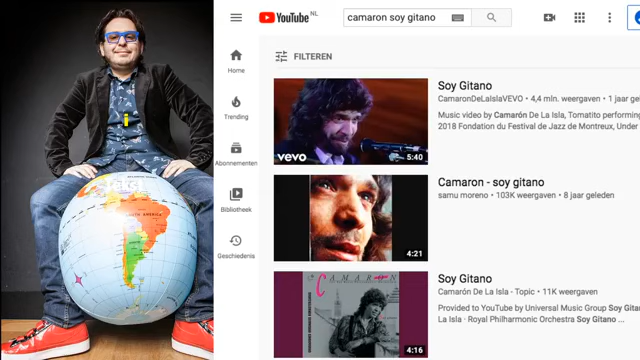 YouTube NL
camaron soy gitano
FILTEREN
Home
Trending
Abonnementen
Bibliotheek
Geschiedenis
vevo
5:40
Soy Gitano
CamaronDeLaIslaVEVO • 4,4 mln. weergaven • 1 jaar ge
Music video by Camarón De La Isla, Tomatito performing
2018 Fondation du Festival de Jazz de Montreux, Under
4:21
Camaron - soy gitano
samu moreno • 103K weergaven • 8 jaar geleden
CAMARON
4:16
Soy Gitano
Camarón De La Isla - Topic • 11K weergaven
Provided to YouTube by Universal Music Group Soy Gita
La Isla · Royal Philharmonic Orchestra Soy Gitano ...
SOUTH AMERICA